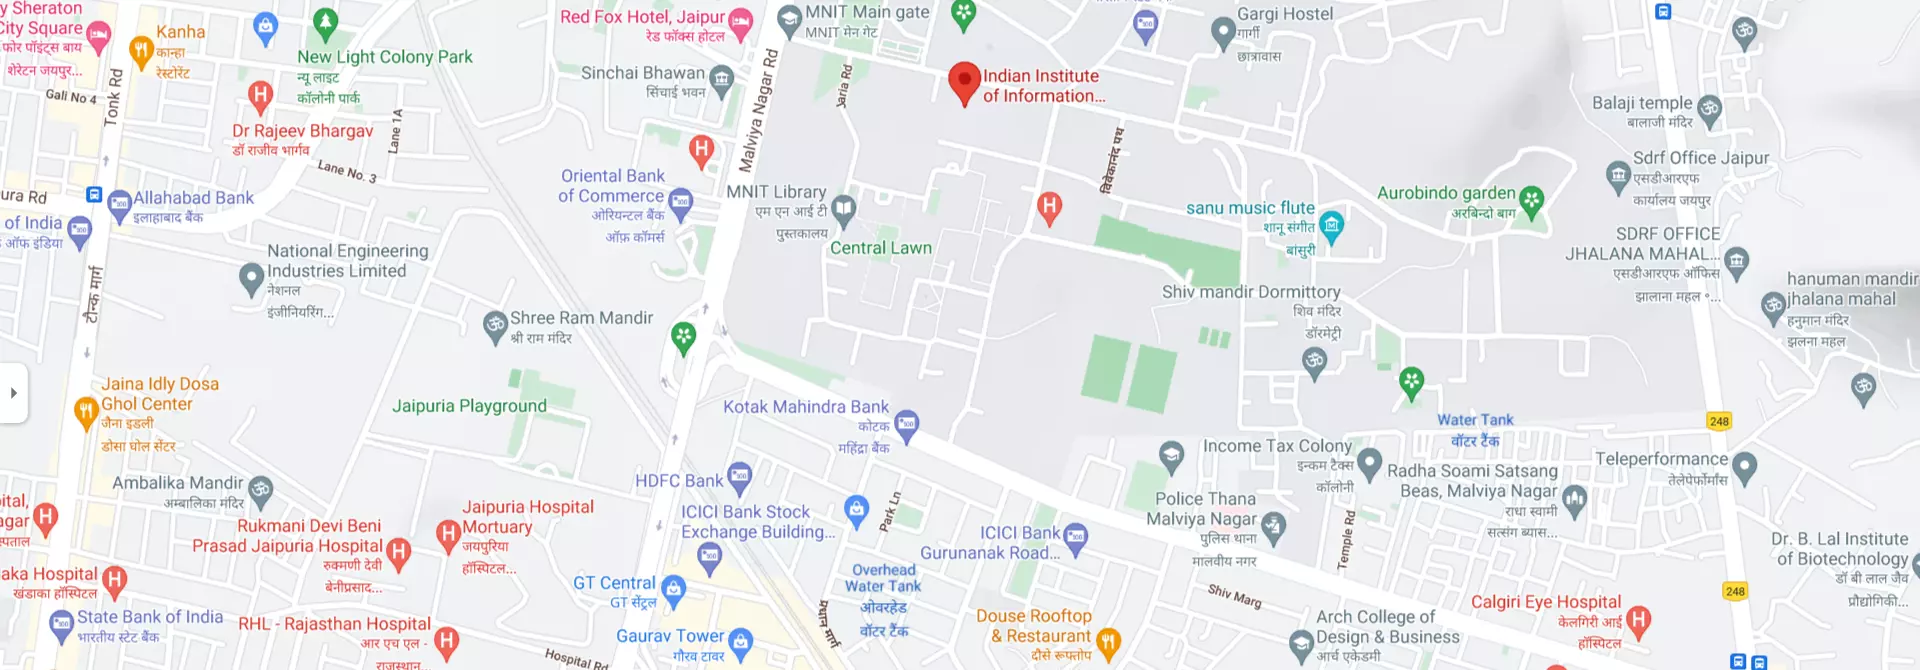 y Sheraton
City Square
फोर पॉइंट्स बाय
शेरेटन जयपुर...
Kanha
कान्हा
रेस्टोरेंट
New Light Colony Park
न्यू लाइट
कॉलोनी पार्क
Gali No 4
Tonk Rd
Dr Rajeev Bhargav
डॉ राजीव भार्गव
Lane 1A
Lane No. 3
Red Fox Hotel, Jaipur
रेड फॉक्स होटल
MNIT Main gate
MNIT मेन गेट
Sinchai Bhawan
सिंचाई भवन
Malviya Nagar Rd
Jaria Rd
Indian Institute
of Information...
Gargi Hostel
गार्गी
छात्रावास
Balaji temple
बालाजी मंदिर
Sdrf Office Jaipur
एसडीआरएफ
कार्यालय जयपुर
ura Rd
Allahabad Bank
इलाहाबाद बैंक
of India
ऑफ इंडिया
Oriental Bank
of Commerce
ओरियन्टल बैंक
ऑफ़ कॉमर्स
MNIT Library
एम एन आई टी
पुस्तकालय
Central Lawn
विवेकानंद पथ
sanu music flute
शानू संगीत
बांसुरी
Aurobindo garden
अरबिन्दो बाग
SDRF OFFICE
JHALANA MAHAL...
एसडीआरएफ ऑफिस
झालाना महल ॰...
hanuman mandir
jhalana mahal
हनुमान मंदिर
झलना महल
National Engineering
Industries Limited
नेशनल
इंजीनियरिंग...
टोंक मार्ग
Shree Ram Mandir
श्री राम मंदिर
Shiv mandir Dormittory
शिव मंदिर
डॉरमेट्री
Jaina Idly Dosa
Ghol Center
जैना इडली
डोसा घोल सेंटर
Jaipuria Playground
Kotak Mahindra Bank
कोटक
महिंद्रा बैंक
Water Tank
वॉटर टैंक
248
Income Tax Colony
इन्कम टैक्स
कॉलोनी
Radha Soami Satsang
Beas, Malviya Nagar
राधा स्वामी
सत्संग ब्यास...
Teleperformance
तेलेपेर्फोर्मांस
Ambalika Mandir
अम्बालिका मंदिर
HDFC Bank
ICICI Bank Stock
Exchange Building...
Park Ln
Police Thana
Malviya Nagar
पुलिस थाना
मालवीय नगर
Temple Rd
ital,
agar
स्पताल
Rukmani Devi Beni
Prasad Jaipuria Hospital
रुक्मणी देवी
बेनीप्रसाद...
Jaipuria Hospital
Mortuary
जयपुरिया
हॉस्पिटल...
ICICI Bank
Gurunanak Road...
Dr. B. Lal Institute
of Biotechnology
डॉ बी लाल जैव
प्रौद्योगिकी...
aka Hospital
खंडाका हॉस्पिटल
GT Central
GT सेंट्रल
Overhead
Water Tank
ओवरहेड
वॉटर टैंक
Shiv Marg
248
Calgiri Eye Hospital
केलगिरी आई
हॉस्पिटल
State Bank of India
भारतीय स्टेट बैंक
RHL - Rajasthan Hospital
आर एच एल -
राजस्थान...
Hospital Rd
Gaurav Tower
गौरव टावर
प्रधान मार्ग
Douse Rooftop
& Restaurant
दौसे रूफ्तोप
Arch College of
Design & Business
आर्च एकेडमी